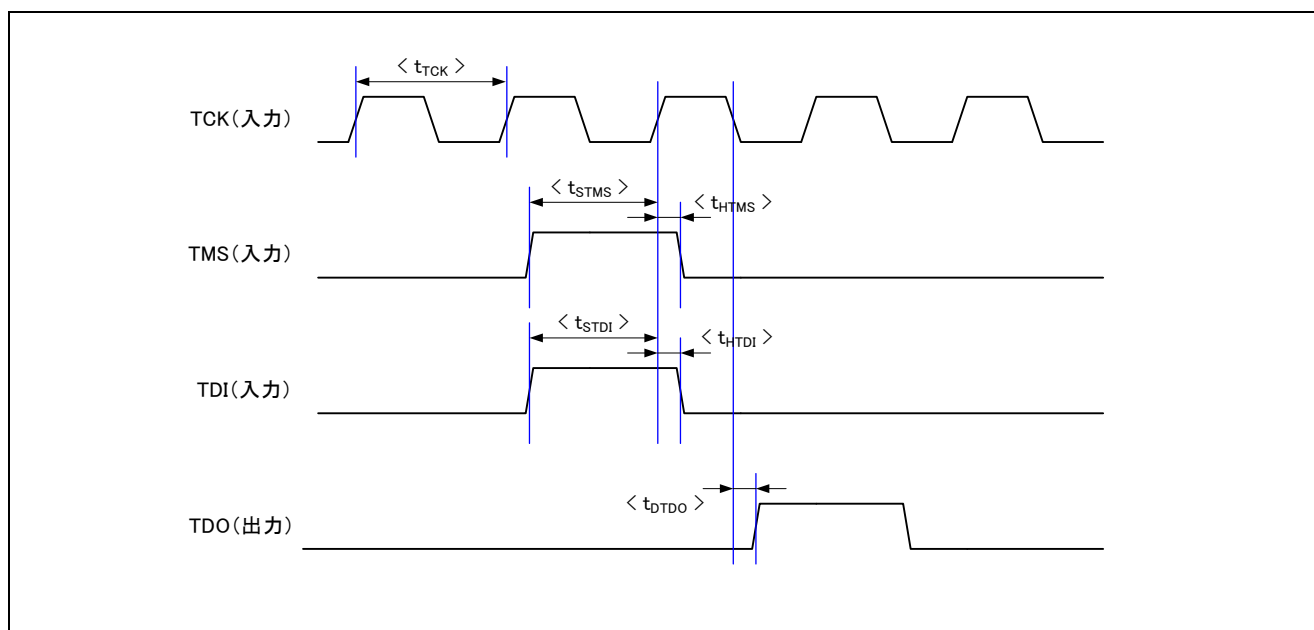 < tTCK >
TCK(入力)
< tSTMS >
< tHTMS >
TMS(入力)
< tSTDI >
< tHTDI >
TDI(入力)
< tDTDO >
TDO(出力)